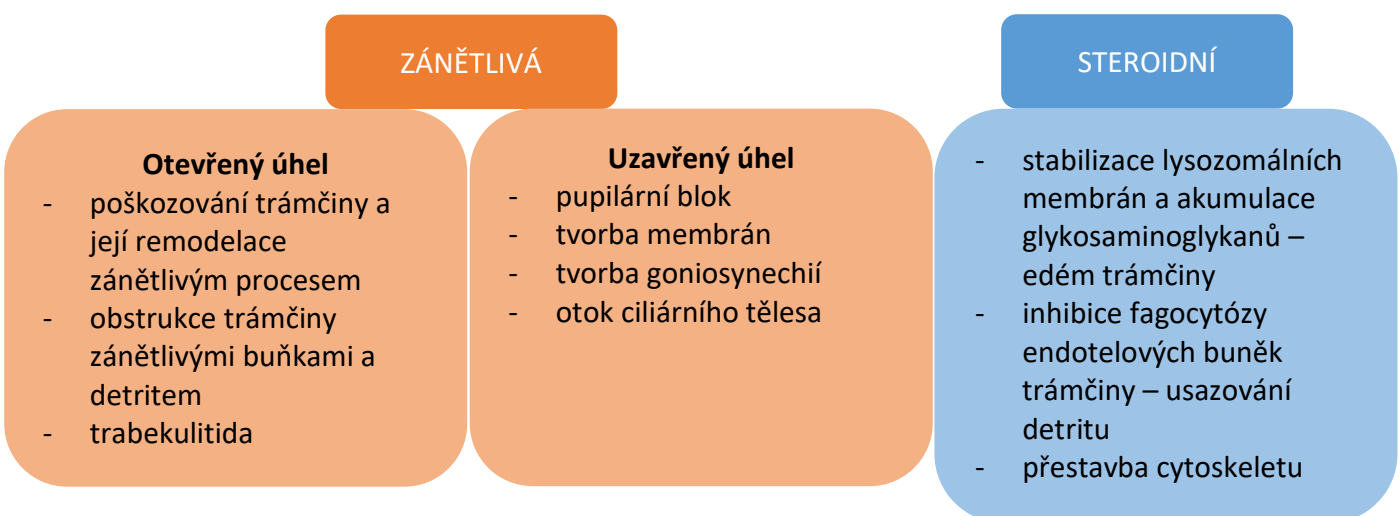 ZÁNĚTLIVÁ
Otevřený úhel
- poškozování trámčiny a
její remodelace
zánětlivým procesem
- obstrukce trámčiny
zánětlivými buňkami a
detritem
- trabekulitida
Uzavřený úhel
- pupilární blok
- tvorba membrán
- tvorba goniosynechií
- otok ciliárního tělesa
STEROIDNÍ
- stabilizace lysozomálních
membrán a akumulace
glykosaminoglykanů –
edém trámčiny
- inhibice fagocytózy
endotelových buněk
trámčiny – usazování
detritu
- přestavba cytoskeletu